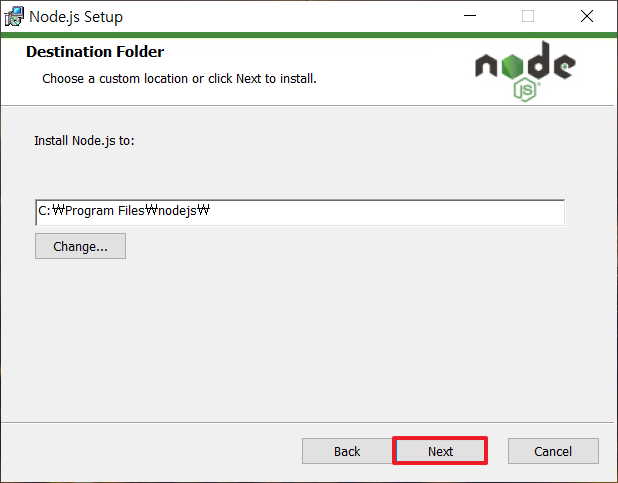 Node.js Setup
Destination Folder
Choose a custom location or click Next to install.
node
JS
Install Node.js to:
C:₩Program Files₩nodejs₩
Change...
Back
Next
Cancel